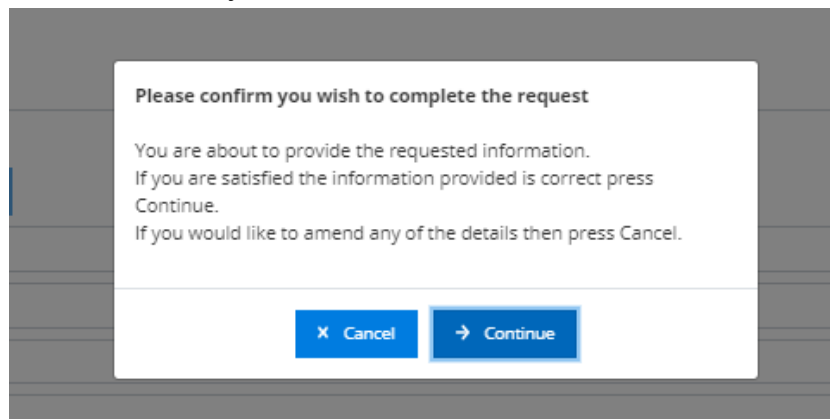 Please confirm you wish to complete the request
You are about to provide the requested information.
If you are satisfied the information provided is correct press
Continue.
If you would like to amend any of the details then press Cancel.
Cancel
Continue